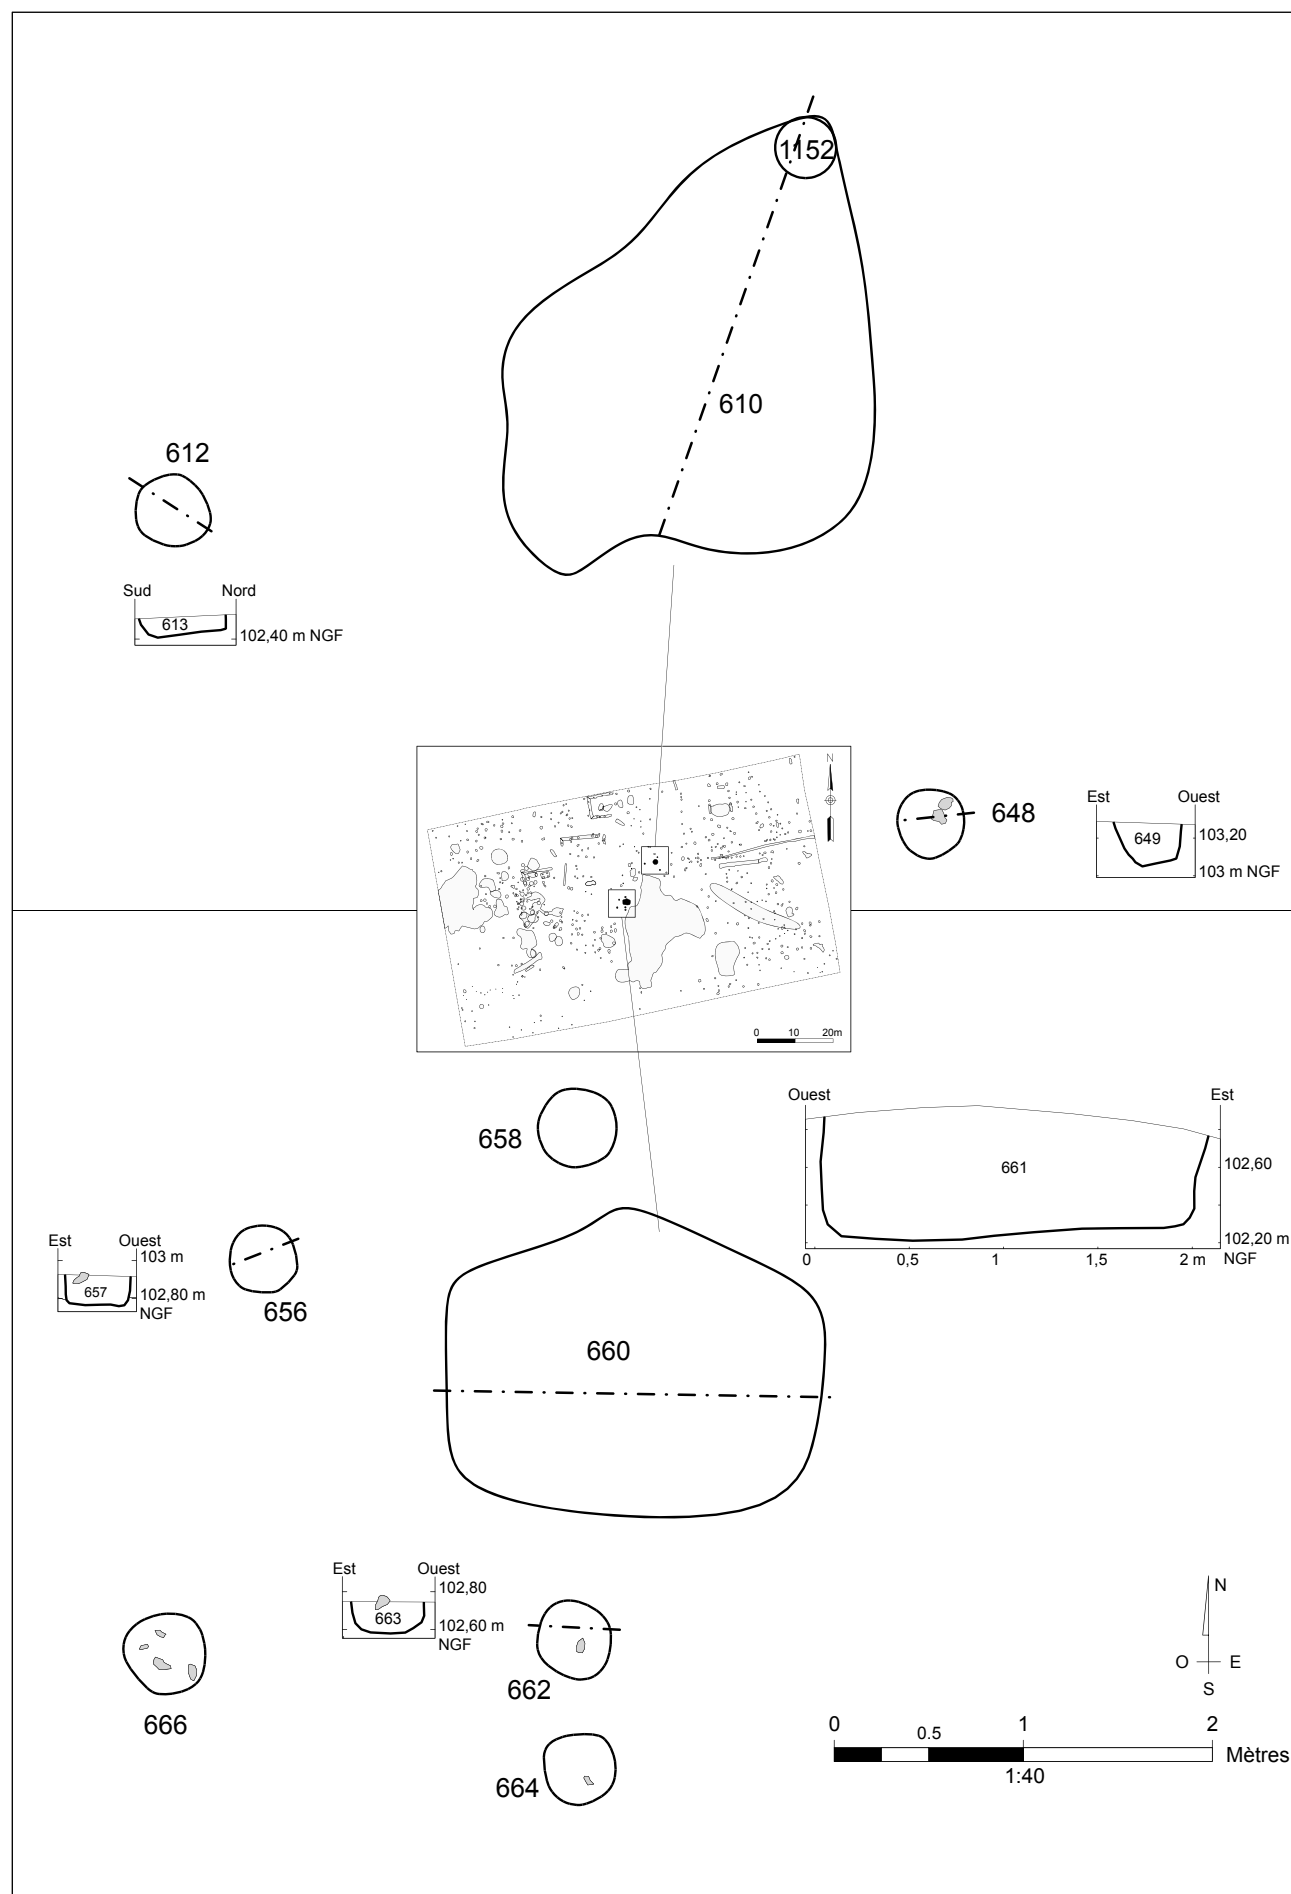 1152
610
612
Sud Nord
613
102,40 m NGF
N
0 10 20m
648
Est Ouest
649
103,20
103 m NGF
658
Ouest Est
661
102,60
102,20 m
NGF
0 0,5 1 1,5 2 m
Est Ouest
103 m
657
102,80 m
NGF
656
660
Est Ouest
102,80
663
102,60 m
NGF
662
666
664
N
O E
S
0 0.5 1 2
Mètres
1:40